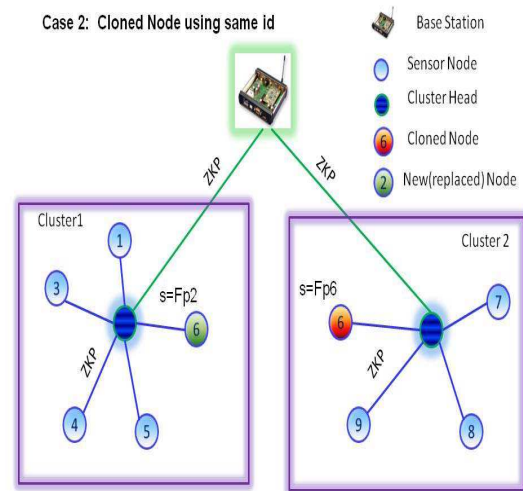 Case 2: Cloned Node using same id
Base Station
Sensor Node
Cluster Head
6
Cloned Node
2
New(replaced) Node
ZKP
ZKP
Cluster1
1
3
s=Fp2
6
ZKP
4
5
Cluster 2
s=Fp6
7
6
ZKP
9
8